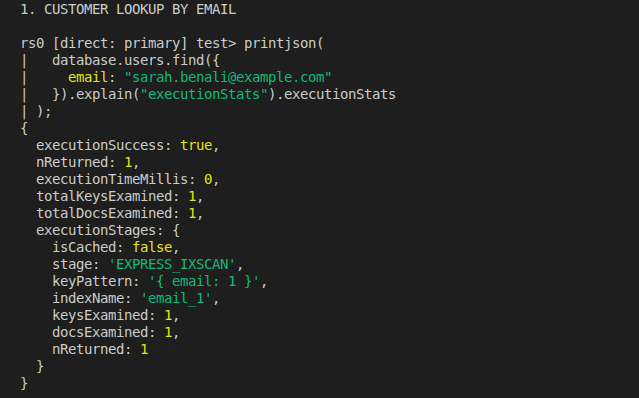 1. CUSTOMER LOOKUP BY EMAIL
rs0 [direct: primary] test> printjson(
|   database.users.find({
|     email: "sarah.benali@example.com"
|   }).explain("executionStats").executionStats
| );
{
  executionSuccess: true,
  nReturned: 1,
  executionTimeMillis: 0,
  totalKeysExamined: 1,
  totalDocsExamined: 1,
  executionStages: {
    isCached: false,
    stage: 'EXPRESS_IXSCAN',
    keyPattern: '{ email: 1 }',
    indexName: 'email_1',
    keysExamined: 1,
    docsExamined: 1,
    nReturned: 1
  }
}